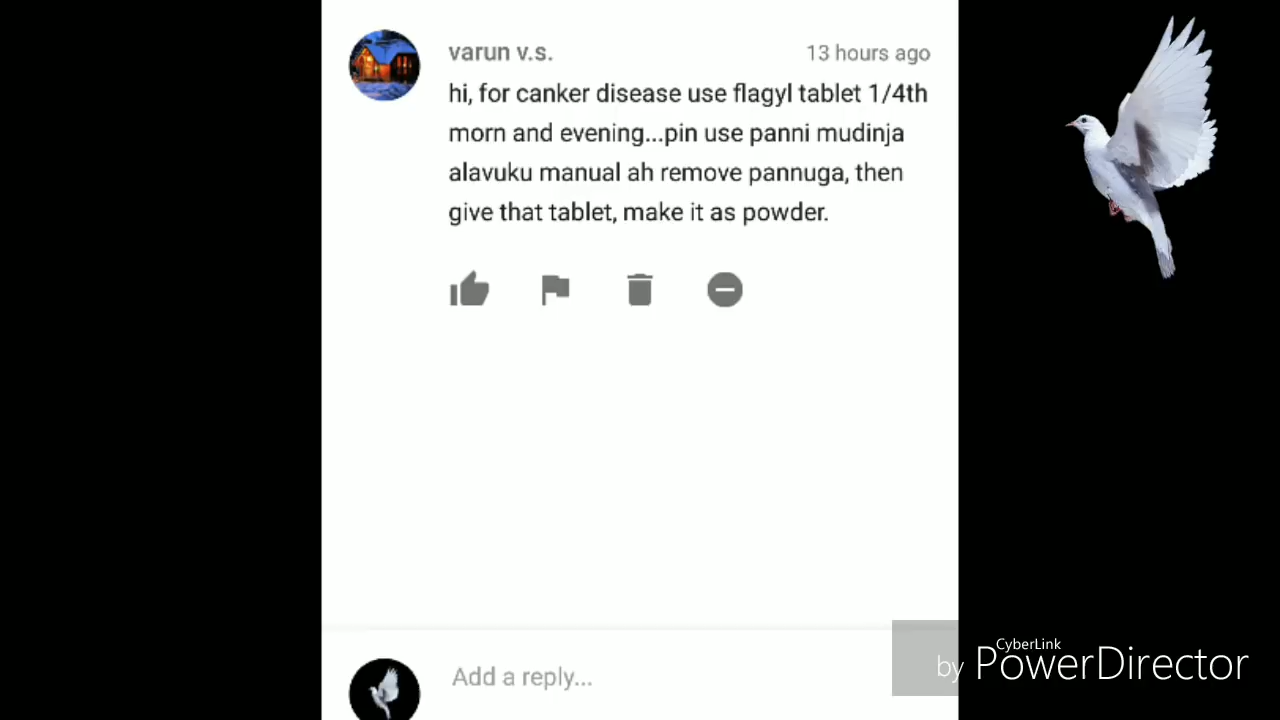 varun v.s.
13 hours ago
hi, for canker disease use flagyl tablet 1/4th
morn and evening...pin use panni mudinja
alavuku manual ah remove pannuga, then
give that tablet, make it as powder.
Add a reply...
CyberLink
by PowerDirector